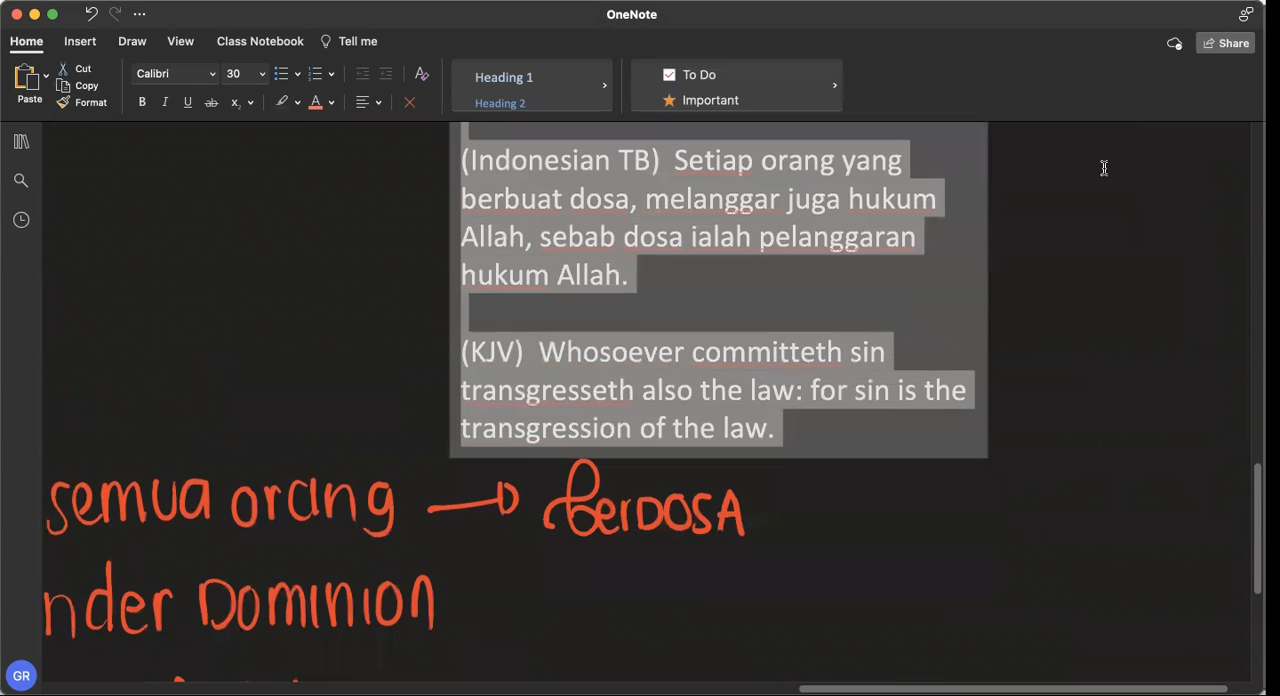 OneNote
Home Insert Draw View Class Notebook Tell me Share
Paste Cut Copy Format
Calibri 30
B I U ab x₂ A
Heading 1
Heading 2
To Do
Important
(Indonesian TB) Setiap orang yang
berbuat dosa, melanggar juga hukum
Allah, sebab dosa ialah pelanggaran
hukum Allah.
(KJV) Whosoever committeth sin
transgresseth also the law: for sin is the
transgression of the law.
semua orang → berDOSA
nder DOMINION
GR